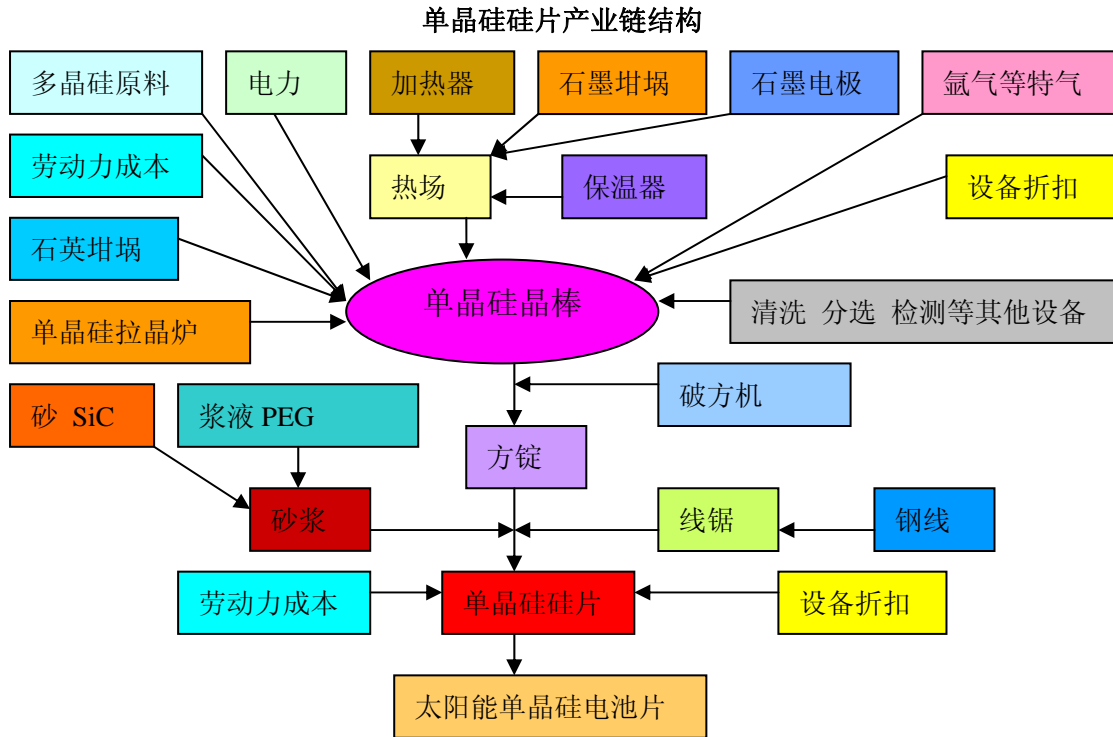 单晶硅硅片产业链结构
多晶硅原料
电力
加热器
石墨坩埚
石墨电极
氩气等特气
劳动力成本
热场
保温器
设备折扣
石英坩埚
单晶硅晶棒
清洗 分选 检测等其他设备
单晶硅拉晶炉
破方机
砂 SiC
浆液 PEG
方锭
砂浆
线锯
钢线
劳动力成本
单晶硅硅片
设备折扣
太阳能单晶硅电池片